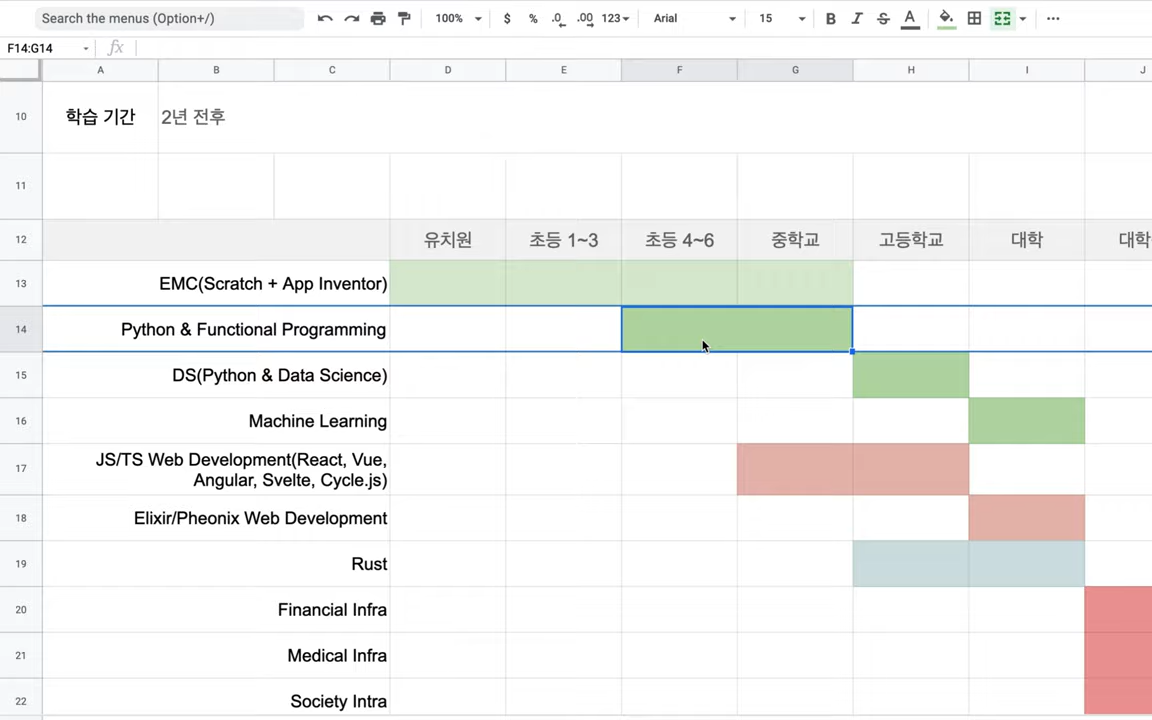 Search the menus (Option+/) 100% $ % .0 .00 123 Arial 15 B I S A
F14:G14 fx
A B C D E F G H I J
10 학습 기간 2년 전후
11
12 유치원 초등 1~3 초등 4~6 중학교 고등학교 대학 대학
13 EMC(Scratch + App Inventor)
14 Python & Functional Programming
15 DS(Python & Data Science)
16 Machine Learning
17 JS/TS Web Development(React, Vue,
Angular, Svelte, Cycle.js)
18 Elixir/Pheonix Web Development
19 Rust
20 Financial Infra
21 Medical Infra
22 Society Intra